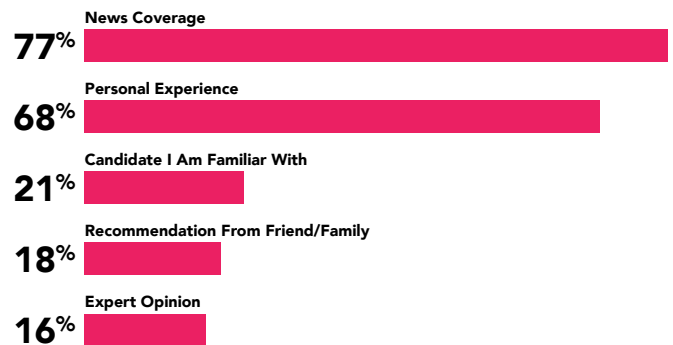 News Coverage
77%
Personal Experience
68%
Candidate I Am Familiar With
21%
Recommendation From Friend/Family
18%
Expert Opinion
16%